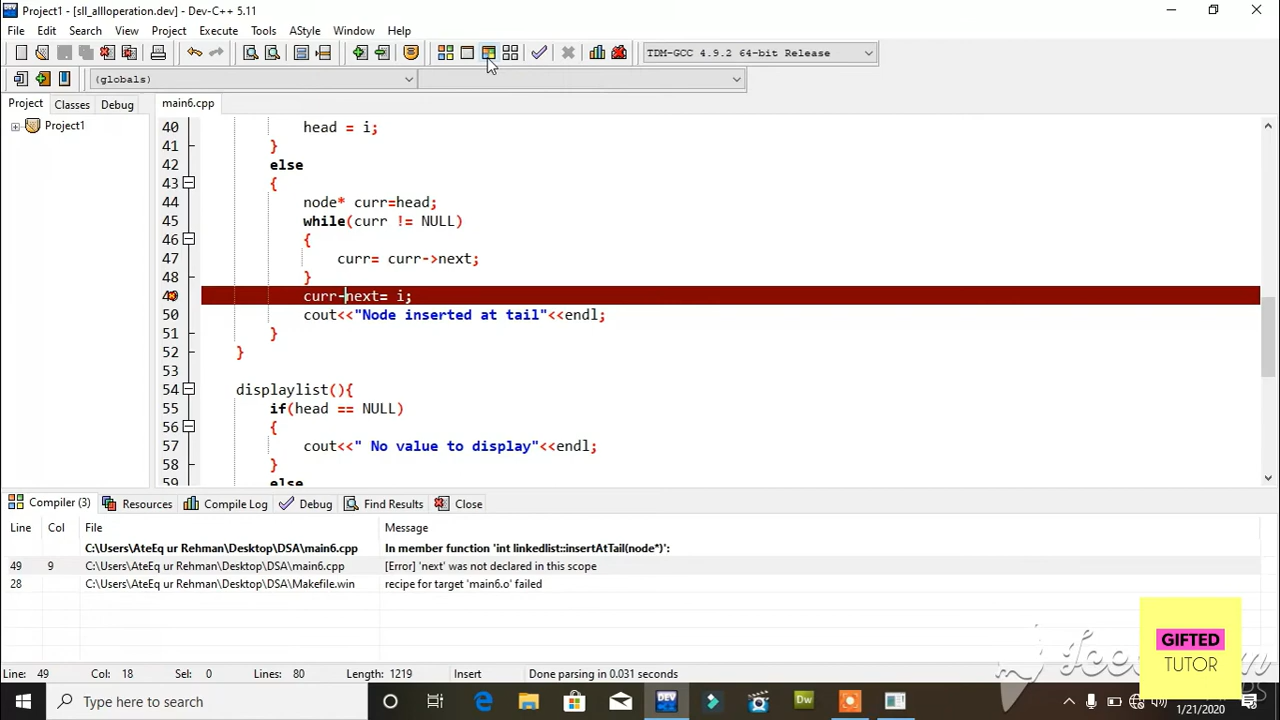 Project1 - [sll_alloperation.dev] - Dev-C++ 5.11
File Edit Search View Project Execute Tools AStyle Window Help
TDM-GCC 4.9.2 64-bit Release
(globals)
Project Classes Debug
main6.cpp
Project1
40 head = i;
41 }
42 else
43 {
44 node* curr=head;
45 while(curr != NULL)
46 {
47 curr= curr->next;
48 }
49 curr-next= i;
50 cout<<"Node inserted at tail"<<endl;
51 }
52 }
53
54 displaylist(){
55 if(head == NULL)
56 {
57 cout<<" No value to display"<<endl;
58 }
59 else
Compiler (3) Resources Compile Log Debug Find Results Close
Line Col File Message
C:\Users\AteEq ur Rehman\Desktop\DSA\main6.cpp In member function 'int linkedlist::insertAtTail(node*)':
49 9 C:\Users\AteEq ur Rehman\Desktop\DSA\main6.cpp [Error] 'next' was not declared in this scope
28 C:\Users\AteEq ur Rehman\Desktop\DSA\Makefile.win recipe for target 'main6.o' failed
GIFTED
TUTOR
Line: 49 Col: 18 Sel: 0 Lines: 80 Length: 1219 Insert Done parsing in 0.031 seconds
Type here to search
DEV
Dw
1/21/2020